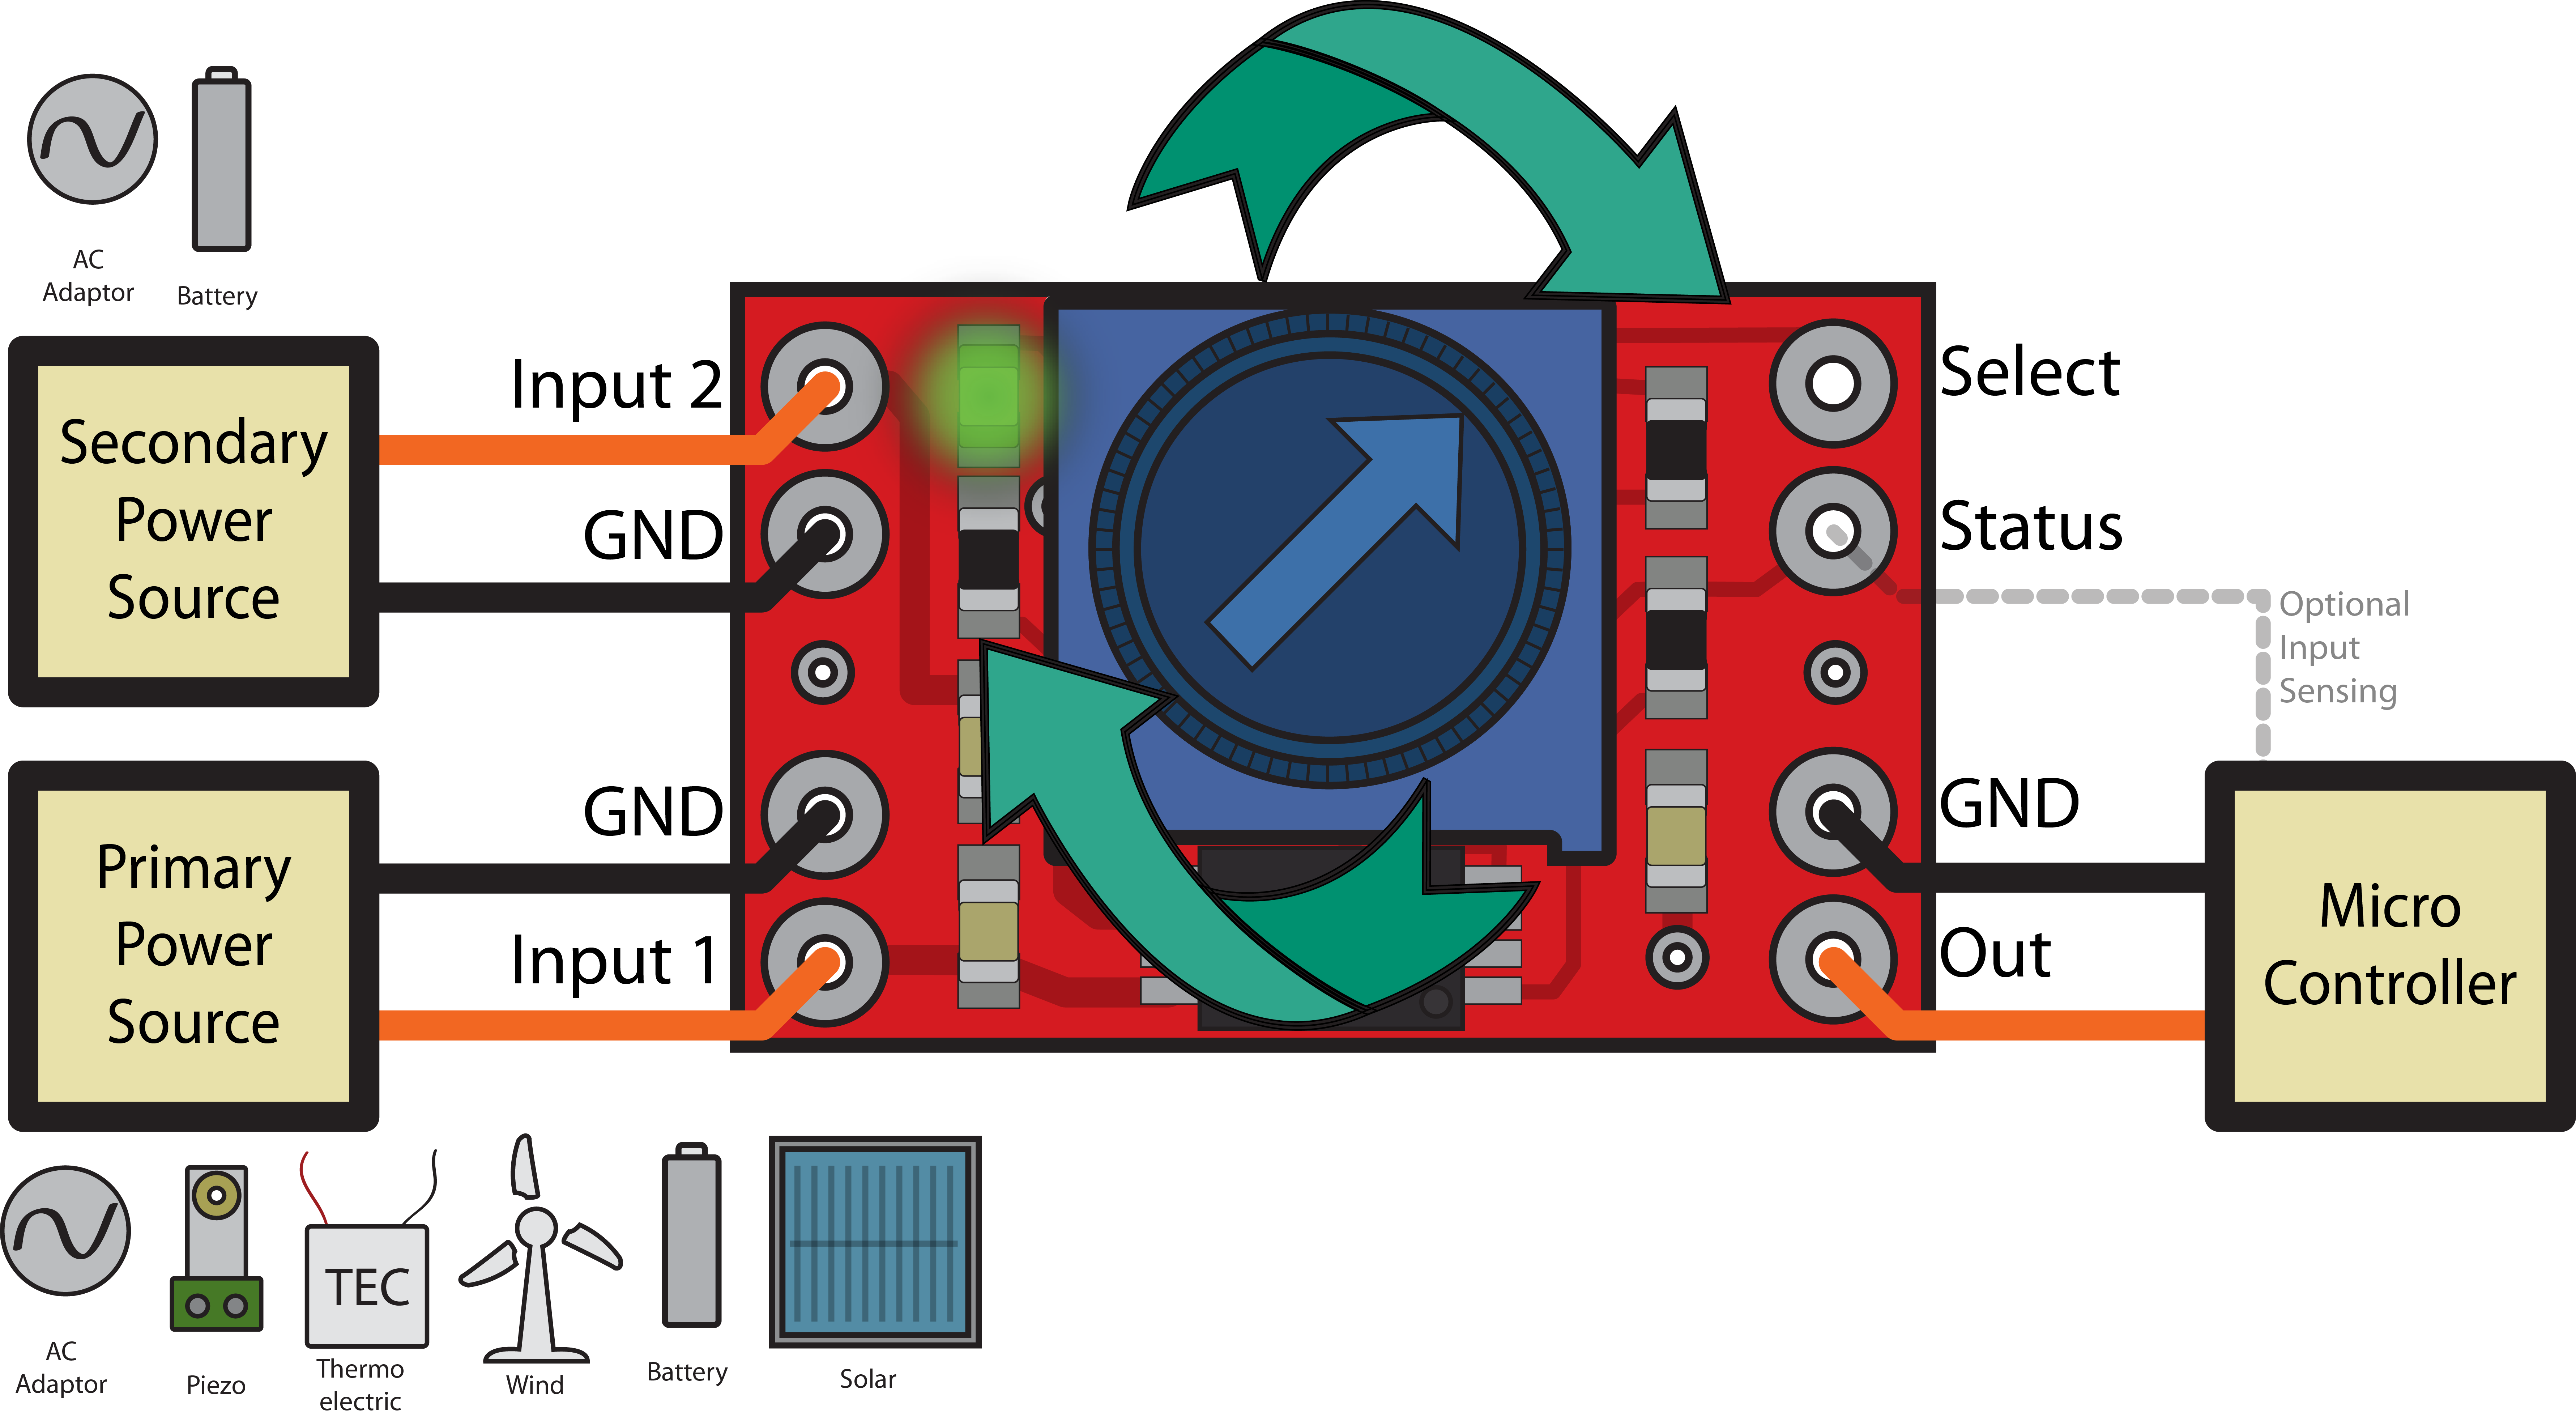 AC
Adaptor
Battery
Secondary
Power
Source
Input 2
GND
Primary
Power
Source
GND
Input 1
Select
Status
Optional
Input
Sensing
GND
Out
Micro
Controller
AC
Adaptor
Piezo
TEC
Thermo
electric
Wind
Battery
Solar